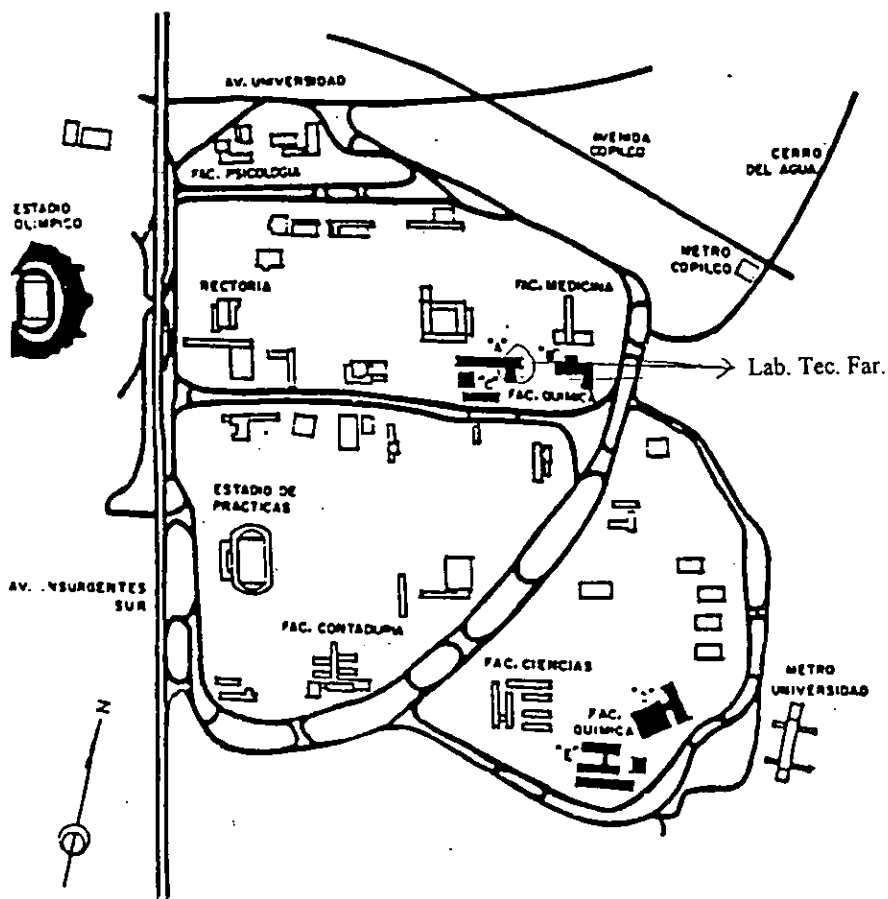 AV. UNIVERSIDAD
AVENIDA
COPILCO
CERRO
DEL AGUA
FAC. PSICOLOGIA
ESTADIO
OLIMPICO
METRO
COPILCO
RECTORIA
FAC. MEDICINA
"A"
"C"
FAC. QUIMICA
Lab. Tec. Far.
ESTADIO DE
PRACTICAS
AV. INSURGENTES
SUR
FAC. CONTADURIA
FAC. CIENCIAS
METRO
UNIVERSIDAD
FAC.
QUIMICA
"E"
N